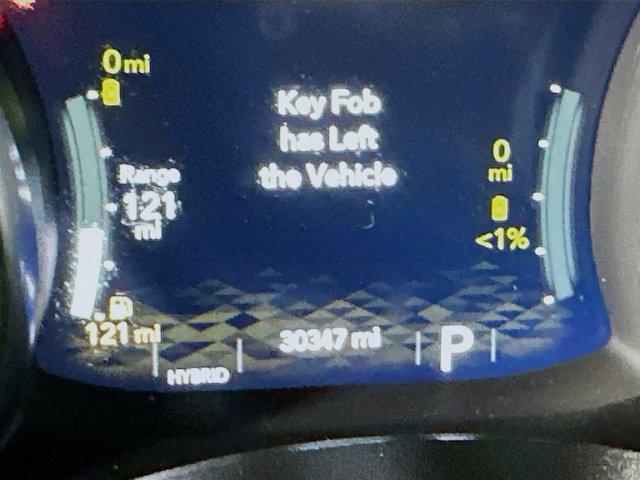 0 mi
Key Fob
has Left
the Vehicle
Range
121
mi
0
mi
<1%
121 mi
30347 mi
P
HYBRID